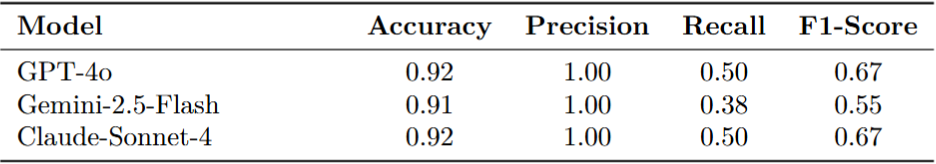 Model Accuracy Precision Recall F1-Score
GPT-4o 0.92 1.00 0.50 0.67
Gemini-2.5-Flash 0.91 1.00 0.38 0.55
Claude-Sonnet-4 0.92 1.00 0.50 0.67